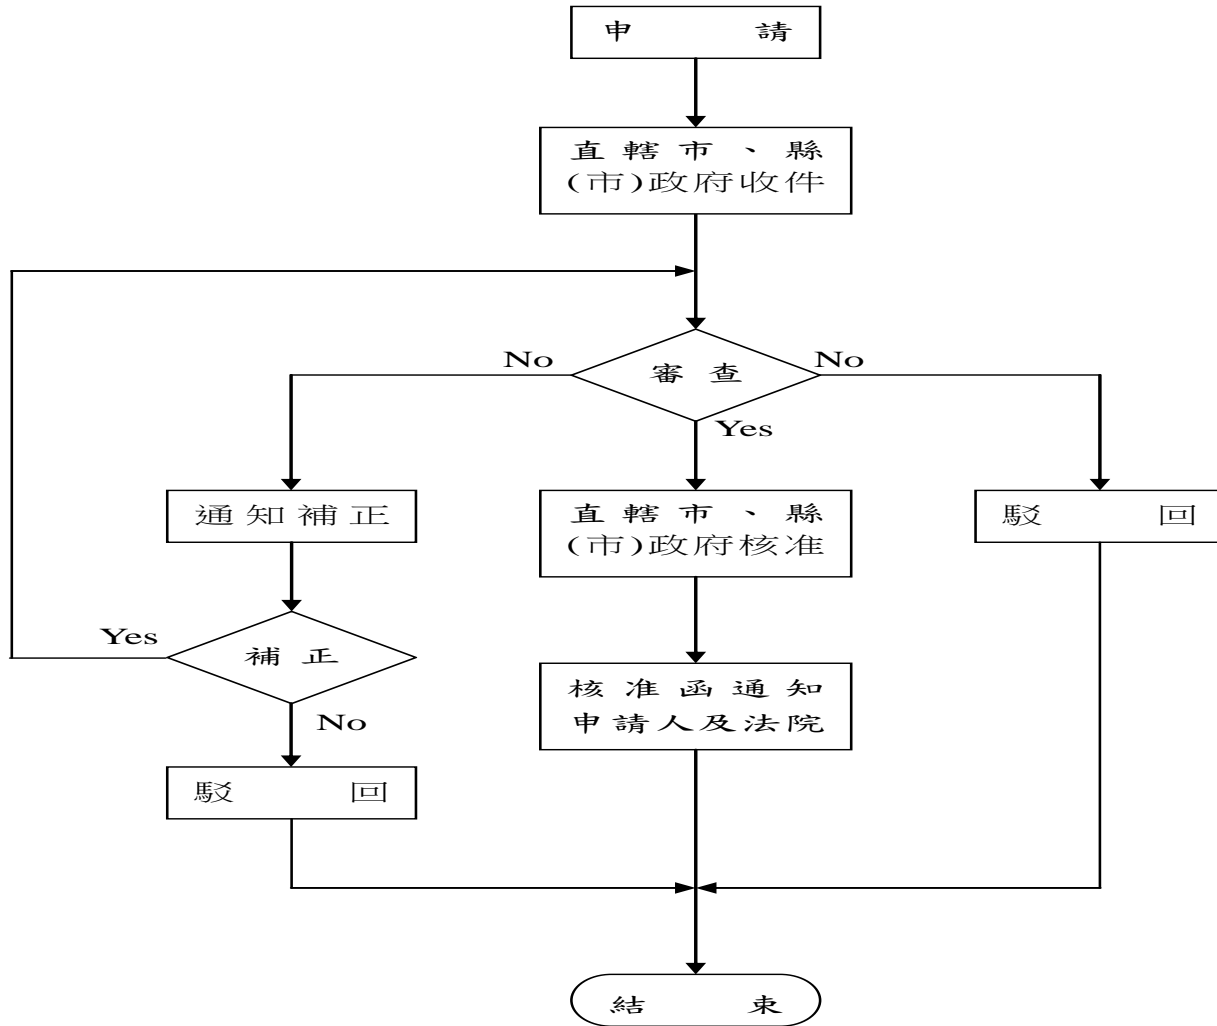 申請
直轄市、縣
(市)政府收件
No
審查
No
Yes
通知補正
直轄市、縣
(市)政府核准
駁回
Yes
補正
核准函通知
申請人及法院
No
駁回
結束